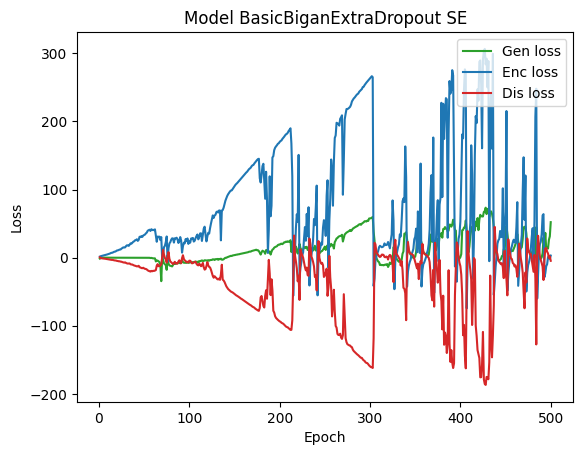 Model BasicBiganExtraDropout SE
Gen loss
Enc loss
Dis loss
300
200
100
0
−100
−200
Loss
0
100
200
300
400
500
Epoch